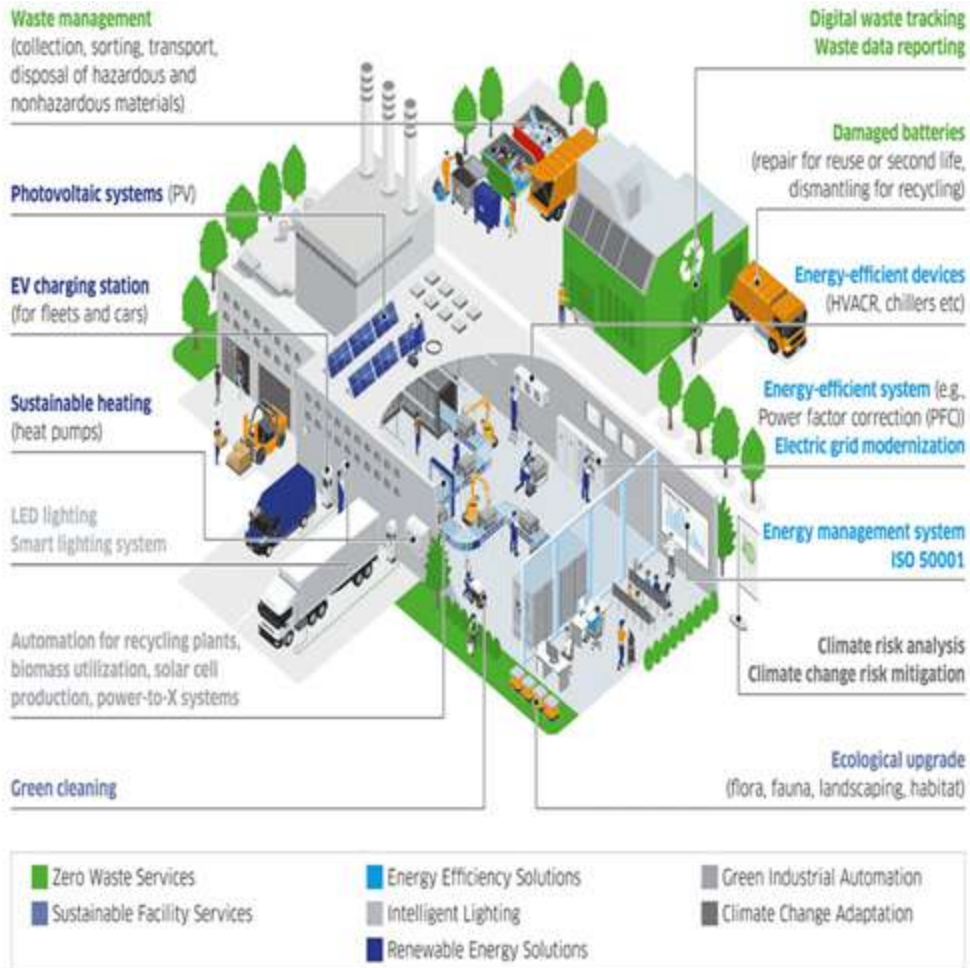 Waste management
(collection, sorting, transport,
disposal of hazardous and
nonhazardous materials)
Photovoltaic systems (PV)
EV charging station
(for fleets and cars)
Sustainable heating
(heat pumps)
LED lighting
Smart lighting system
Automation for recycling plants,
biomass utilization, solar cell
production, power-to-X systems
Green cleaning
Digital waste tracking
Waste data reporting
Damaged batteries
(repair for reuse or second life,
dismantling for recycling)
Energy-efficient devices
(HVACR, chillers etc)
Energy-efficient system (e.g.,
Power factor correction (PFC))
Electric grid modernization
Energy management system
ISO 50001
Climate risk analysis
Climate change risk mitigation
Ecological upgrade
(flora, fauna, landscaping, habitat)
Zero Waste Services
Sustainable Facility Services
Energy Efficiency Solutions
Intelligent Lighting
Renewable Energy Solutions
Green Industrial Automation
Climate Change Adaptation